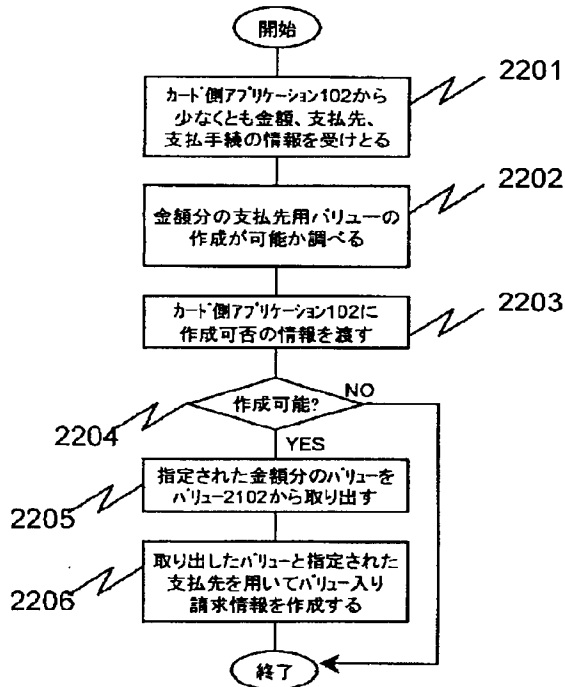 開始
カード側アプリケーション102から
少なくとも金額、支払先、
支払手続の情報を受けとる
2201
金額分の支払先用バリューの
作成が可能か調べる
2202
カード側アプリケーション102に
作成可否の情報を渡す
2203
作成可能?
NO
2204
YES
指定された金額分のバリューを
バリュー2102から取り出す
2205
取り出したバリューと指定された
支払先を用いてバリュー入り
請求情報を作成する
2206
終了